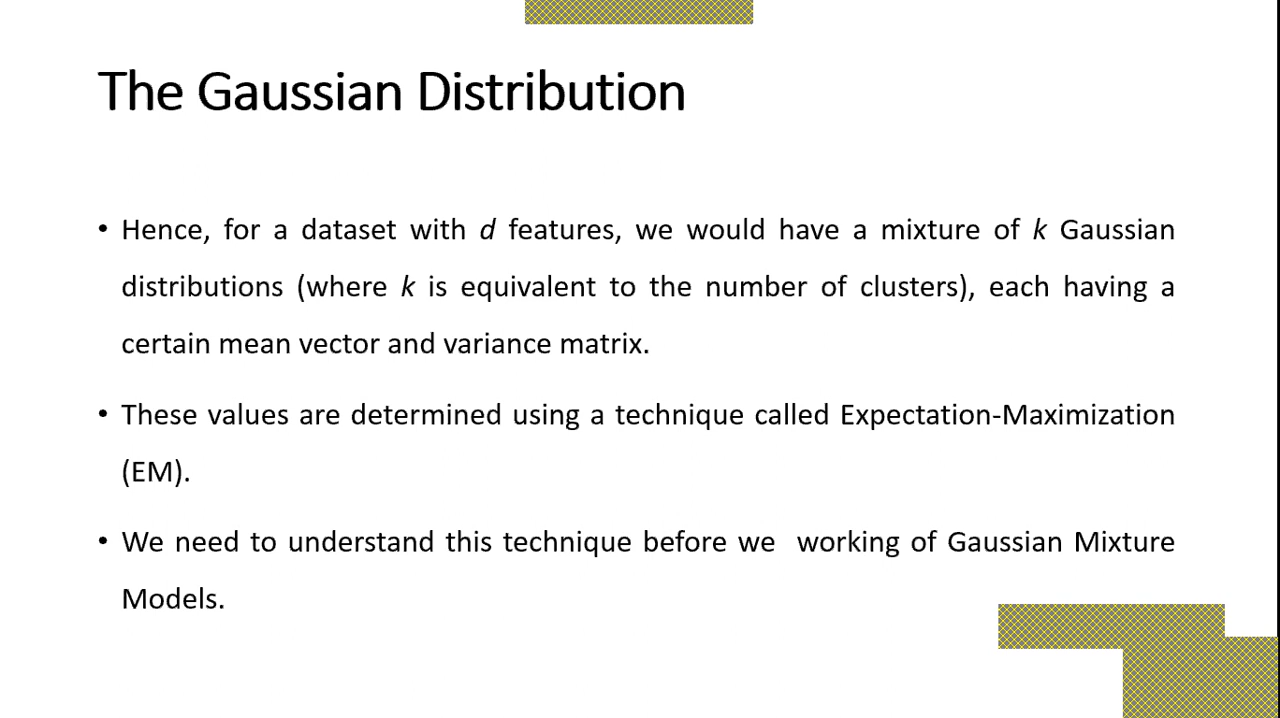 The Gaussian Distribution
• Hence, for a dataset with d features, we would have a mixture of k Gaussian
distributions (where k is equivalent to the number of clusters), each having a
certain mean vector and variance matrix.
• These values are determined using a technique called Expectation-Maximization
(EM).
• We need to understand this technique before we  working of Gaussian Mixture
Models.